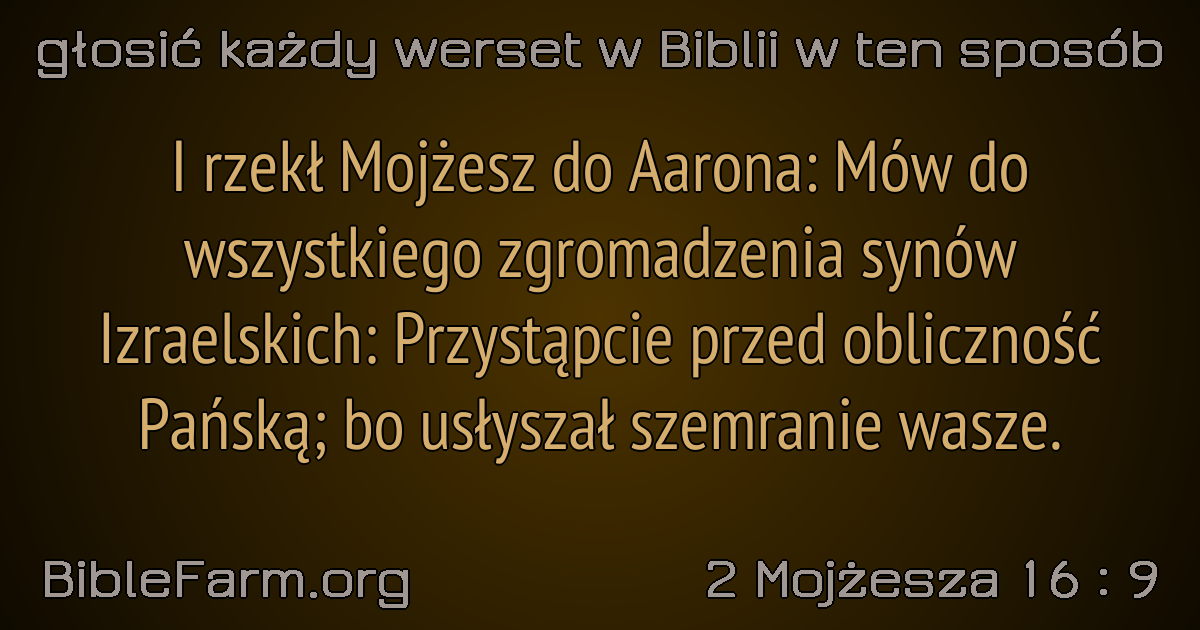 głosić każdy werset w Biblii w ten sposób
I rzekł Mojżesz do Aarona: Mów do
wszystkiego zgromadzenia synów
Izraelskich: Przystąpcie przed obliczność
Pańską; bo usłyszał szemranie wasze.
BibleFarm.org
2 Mojżesza 16 : 9